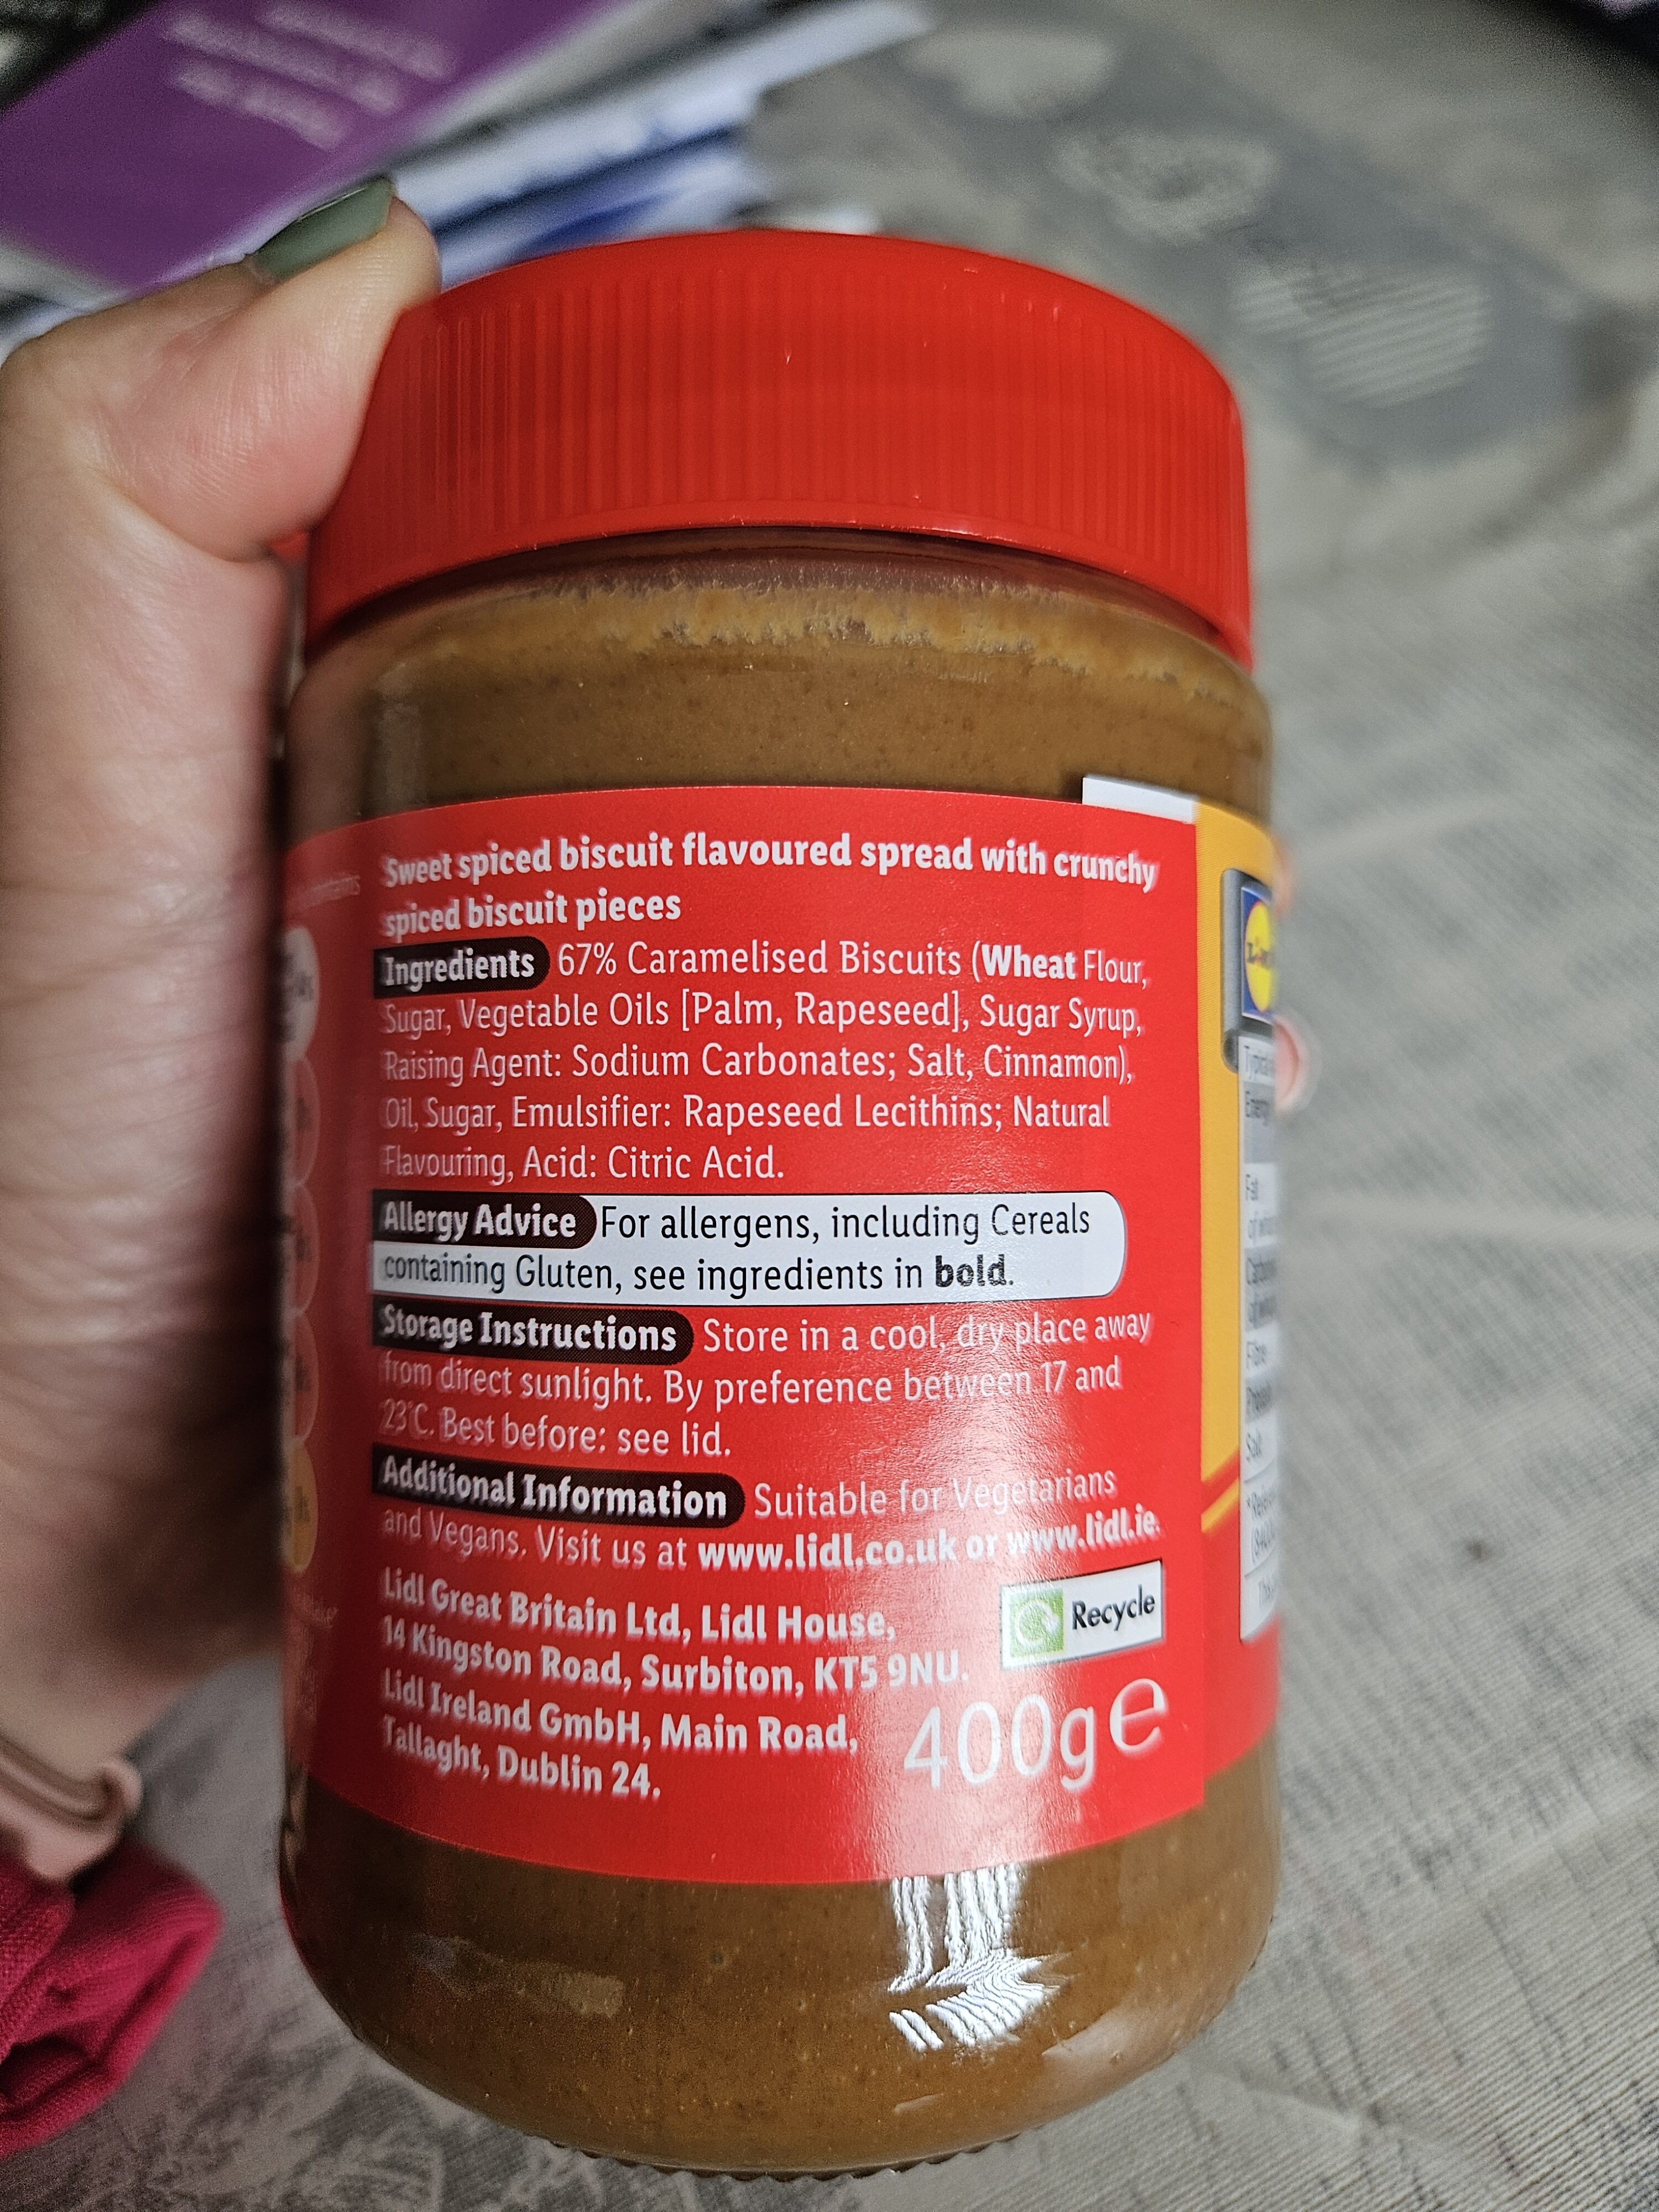 Sweet spiced biscuit flavoured spread with crunchy
spiced biscuit pieces
Ingredients 67% Caramelised Biscuits (Wheat Flour,
Sugar, Vegetable Oils [Palm, Rapeseed], Sugar Syrup,
Raising Agent: Sodium Carbonates; Salt, Cinnamon),
Oil, Sugar, Emulsifier: Rapeseed Lecithins; Natural
Flavouring, Acid: Citric Acid.
Allergy Advice For allergens, including Cereals
containing Gluten, see ingredients in bold.
Storage Instructions Store in a cool, dry place away
from direct sunlight. By preference between 17 and
23°C. Best before: see lid.
Additional Information Suitable for Vegetarians
and Vegans. Visit us at www.lidl.co.uk or www.lidl.ie.
Lidl Great Britain Ltd, Lidl House,
14 Kingston Road, Surbiton, KT5 9NU.
Lidl Ireland GmbH, Main Road,
Tallaght, Dublin 24.
Recycle
400g e
Fat
Fibre
Salt